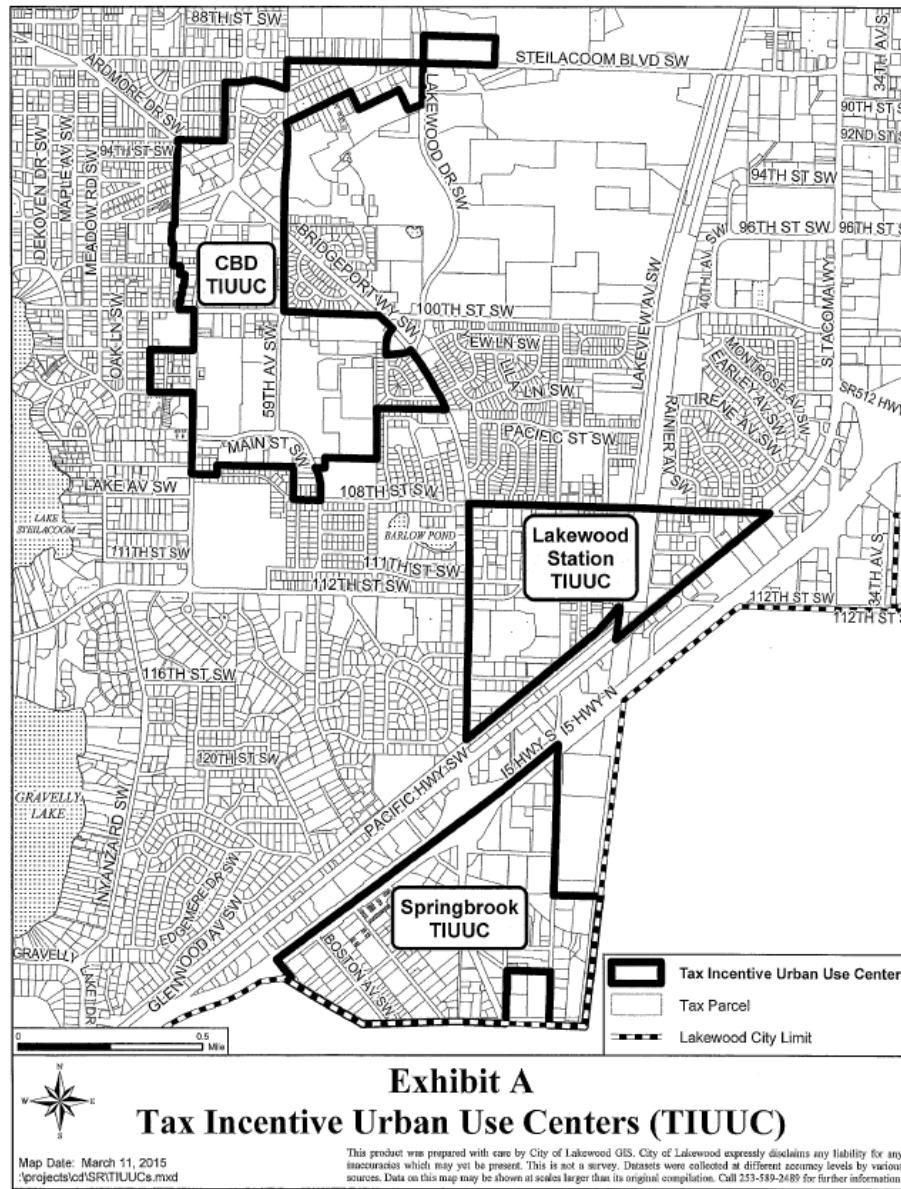 88TH ST SW
STEILACOOM BLVD SW
34TH AV S
ARDMORE DR SW
LAKEWOOD DR SW
90TH ST S
92ND ST S
94TH ST SW
94TH ST SW
DEKOVEN DR SW
MAPLE AV SW
MEADOW RD SW
96TH ST SW
96TH ST SW
40TH AV SW
BRIDGEPORT WY SW
CBD
TIUUC
100TH ST SW
LAKEVIEW AV SW
S TACOMA WY
OAK LN SW
59TH AV SW
EW LN SW
LILA LN SW
MONTROSE AV SW
EARLEY AV SW
IRENE AV SW
SR512 HWY
RAINIER AV SW
PACIFIC ST SW
MAIN ST SW
LAKE AV SW
108TH ST SW
LAKE
STEILACOOM
BARLOW POND
111TH ST SW
111TH ST SW
112TH ST SW
Lakewood
Station
TIUUC
34TH AV S
112TH ST SW
112TH ST S
116TH ST SW
I5 HWY N
I5 HWY S
120TH ST SW
PACIFIC HWY SW
GRAVELLY
LAKE
NYANZA RD SW
EDGEMERE DR SW
GLENWOOD AV SW
Springbrook
TIUUC
BOSTON AV SW
GRAVELLY
LAKE DR
Tax Incentive Urban Use Center
Tax Parcel
Lakewood City Limit
0 0.5
Mile
N
W E
S
Exhibit A
Tax Incentive Urban Use Centers (TIUUC)
Map Date: March 11, 2015
:\projects\cd\SR\TIUUCs.mxd
This product was prepared with care by City of Lakewood GIS. City of Lakewood expressly disclaims any liability for any
inaccuracies which may yet be present. This is not a survey. Datasets were collected at different accuracy levels by various
sources. Data on this map may be shown at scales larger than its original compilation. Call 253-589-2489 for further information